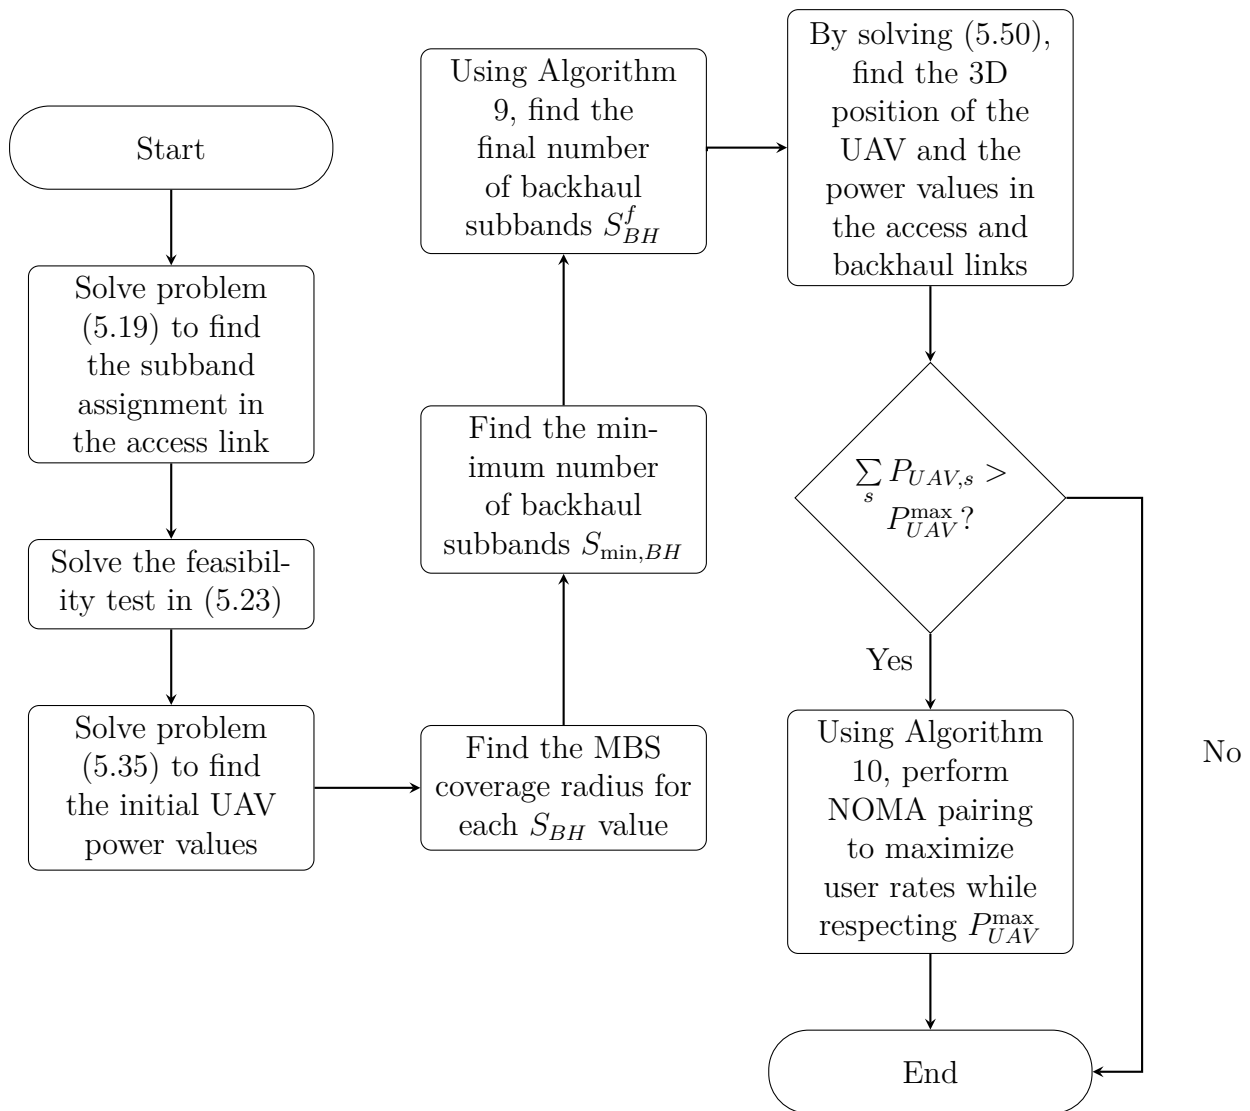 Start
Solve problem
(5.19) to find
the subband
assignment in
the access link
Solve the feasibil-
ity test in (5.23)
Solve problem
(5.35) to find
the initial UAV
power values
Find the MBS
coverage radius for
each $S_{BH}$ value
Find the min-
imum number
of backhaul
subbands $S_{\min,BH}$
Using Algorithm
9, find the
final number
of backhaul
subbands $S_{BH}^{f}$
By solving (5.50),
find the 3D
position of the
UAV and the
power values in
the access and
backhaul links
$\sum_{s} P_{UAV,s} >$
$P_{UAV}^{\max}?$
Yes
No
Using Algorithm
10, perform
NOMA pairing
to maximize
user rates while
respecting $P_{UAV}^{\max}$
End